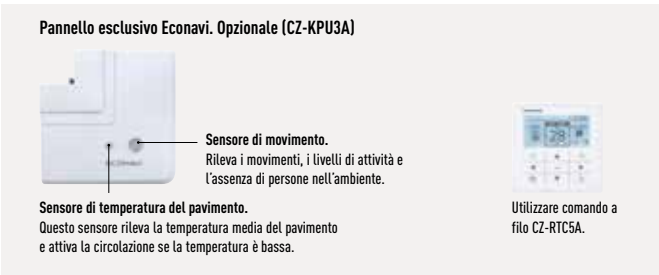 Pannello esclusivo Econavi. Opzionale (CZ-KPU3A)
Sensore di movimento.
Rileva i movimenti, i livelli di attività e
l'assenza di persone nell'ambiente.
Sensore di temperatura del pavimento.
Questo sensore rileva la temperatura media del pavimento
e attiva la circolazione se la temperatura è bassa.
28
Utilizzare comando a
filo CZ-RTC5A.